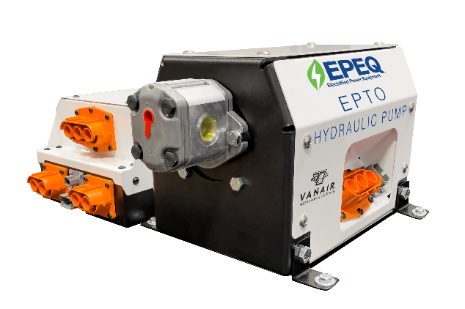 EPEQ
Electrified Power Equipment
EPTO
HYDRAULIC PUMP
VANAIR